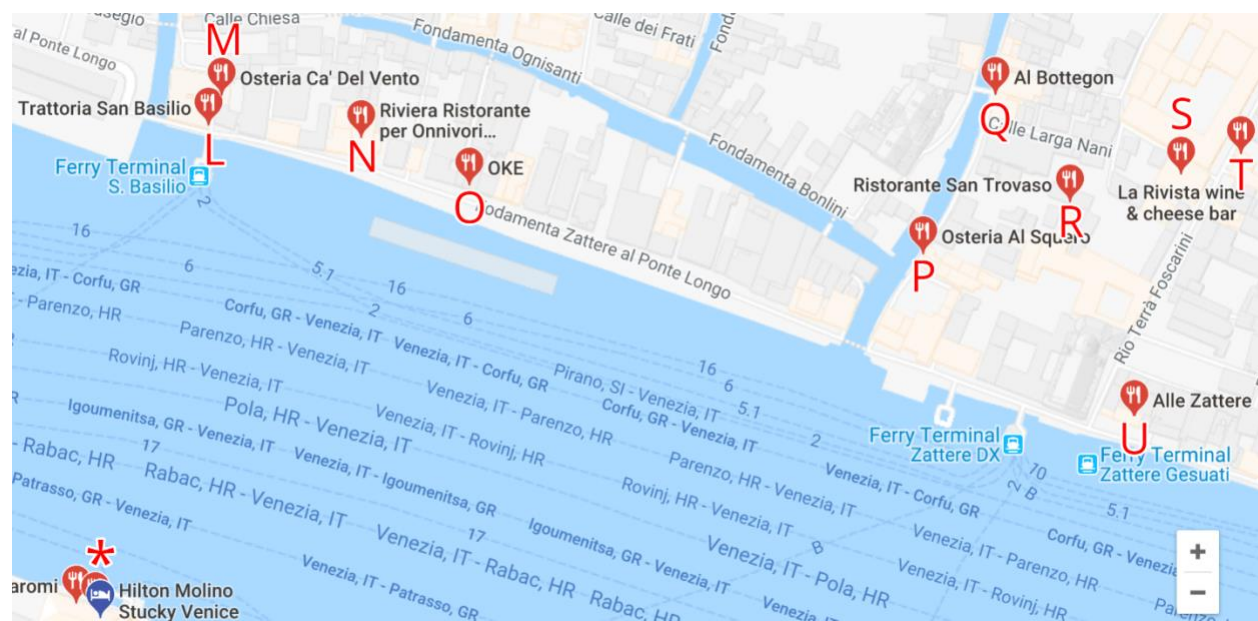 Calle Chiesa
al Ponte Longo
M
Osteria Ca' Del Vento
Trattoria San Basilio
L
Ferry Terminal
S. Basilio
Riviera Ristorante
per Onnivori...
N
OKE
O
Fondamenta Ognisanti
Calle dei Frati
Fondamenta Bonlini
Fondamenta Zattere al Ponte Longo
Al Bottegon
Q
Calle Larga Nani
S
La Rivista wine
& cheese bar
T
Ristorante San Trovaso
R
Osteria Al Squero
P
Rio Terrà Foscarini
Alle Zattere
U
Ferry Terminal
Zattere DX
Ferry Terminal
Zattere Gesuati
2
16
6
5.1
16
2
6
16
6
5.1
2
10
2 B
5.1
- Corfu, GR
- Parenzo, HR
Corfu, GR - Venezia, IT
Venezia, IT - Corfu, GR
Parenzo, HR - Venezia, IT
Pirano, SI - Venezia, IT
Rovinj, HR - Venezia, IT
Venezia, IT - Parenzo, HR
Corfu, GR - Venezia, IT
Igoumenitsa, GR - Venezia, IT
Pola, HR - Venezia, IT
Venezia, IT - Rovinj, HR
Parenzo, HR - Venezia, IT
Venezia, IT - Corfu, GR
17
- Rabac, HR
Rabac, HR - Venezia, IT
Venezia, IT - Igoumenitsa, GR
Rovinj, HR - Venezia, IT
Venezia, IT - Parenzo, HR
Corfu, GR - Venezia
Patrasso, GR - Venezia, IT
17
Igoumenitsa, GR - Venezia, IT
Venezia, IT - Rabac, HR
Venezia, IT - Pola, HR
B
Venezia, IT - Rovinj, HR
Venezia, IT - Patrasso, GR
Rabac, HR
Venezia, IT
*
aromi
Hilton Molino
Stucky Venice
+
−